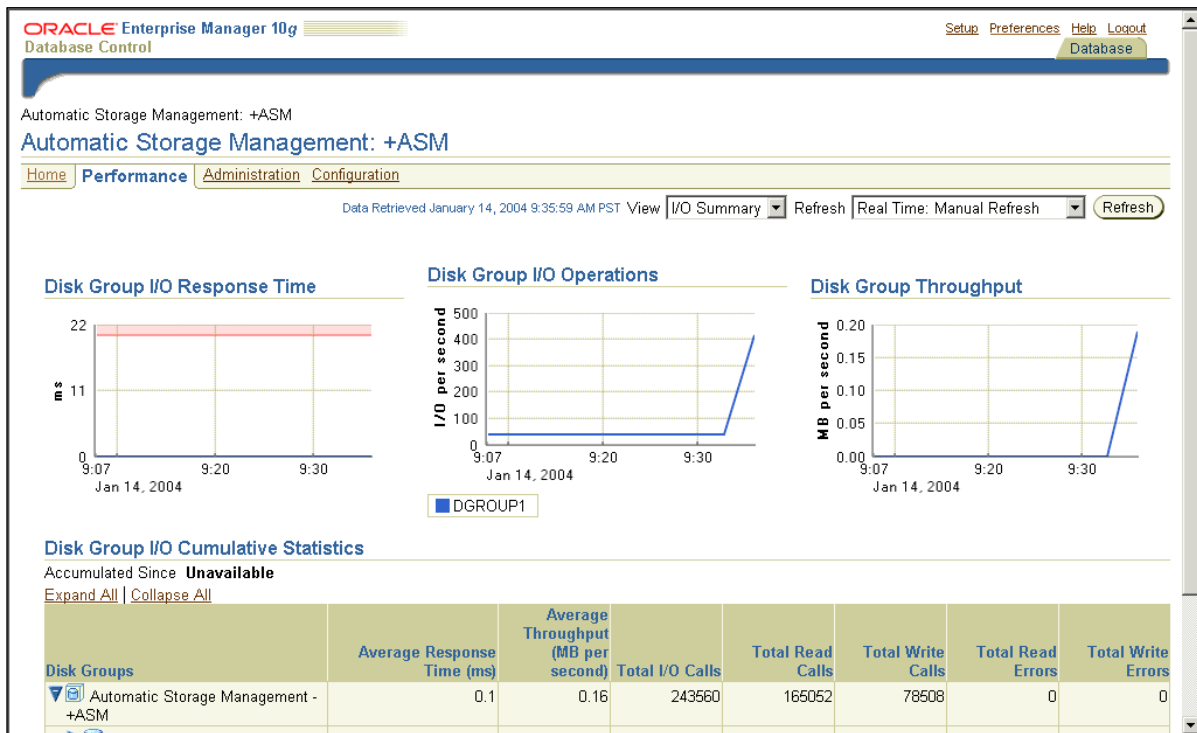 ORACLE Enterprise Manager 10g
Database Control
Setup Preferences Help Logout
Database
Automatic Storage Management: +ASM
Automatic Storage Management: +ASM
Home Performance Administration Configuration
Data Retrieved January 14, 2004 9:35:59 AM PST View I/O Summary Refresh Real Time: Manual Refresh Refresh
Disk Group I/O Response Time
22
11
0
ms
9:07 9:20 9:30
Jan 14, 2004
Disk Group I/O Operations
500
400
300
200
100
0
I/O per second
9:07 9:20 9:30
Jan 14, 2004
DGROUP1
Disk Group Throughput
0.20
0.15
0.10
0.05
0.00
MB per second
9:07 9:20 9:30
Jan 14, 2004
Disk Group I/O Cumulative Statistics
Accumulated Since Unavailable
Expand All | Collapse All
Disk Groups
Average Response
Time (ms)
Average
Throughput
(MB per
second)
Total I/O Calls
Total Read
Calls
Total Write
Calls
Total Read
Errors
Total Write
Errors
Automatic Storage Management -
+ASM
0.1 0.16 243560 165052 78508 0 0